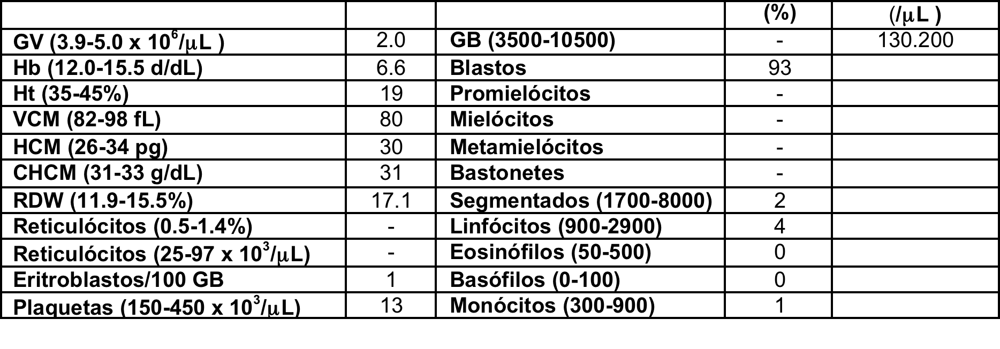 (%) (/μL )
GV (3.9-5.0 x 10⁶/μL ) 2.0 GB (3500-10500) - 130.200
Hb (12.0-15.5 d/dL) 6.6 Blastos 93
Ht (35-45%) 19 Promielócitos -
VCM (82-98 fL) 80 Mielócitos -
HCM (26-34 pg) 30 Metamielócitos -
CHCM (31-33 g/dL) 31 Bastonetes -
RDW (11.9-15.5%) 17.1 Segmentados (1700-8000) 2
Reticulócitos (0.5-1.4%) - Linfócitos (900-2900) 4
Reticulócitos (25-97 x 10³/μL) - Eosinófilos (50-500) 0
Eritroblastos/100 GB 1 Basófilos (0-100) 0
Plaquetas (150-450 x 10³/μL) 13 Monócitos (300-900) 1